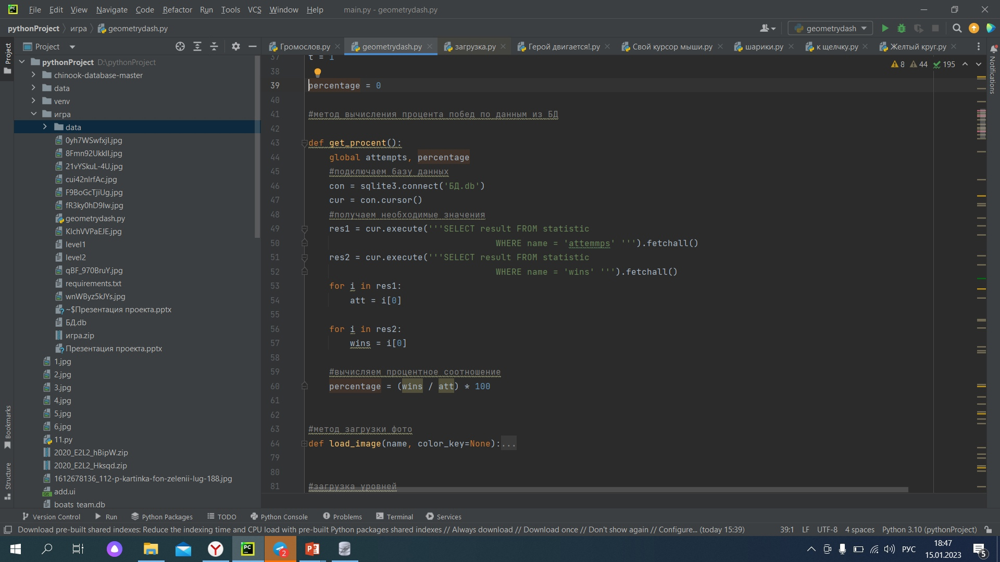 File Edit View Navigate Code Refactor Run Tools VCS Window Help main.py - geometrydash.py
pythonProject игра geometrydash.py
geometrydash
Project
Громослов.py geometrydash.py загрузка.py Герой двигается!.py Свой курсор мыши.py шарики.py к щелчку.py Желтый круг.py
Project
Bookmarks
Structure
Notifications
pythonProject D:\pythonProject
chinook-database-master
data
venv
игра
data
0yh7WSwfxjI.jpg
8Fmn92UkkII.jpg
21vYSkuL-4U.jpg
cui42nIrfAc.jpg
F9BoGcTjiUg.jpg
fR3ky0hD9Iw.jpg
geometrydash.py
KIchVVPaEJE.jpg
level1
level2
qBF_970BruY.jpg
requirements.txt
wnWByz5kJYs.jpg
~$Презентация проекта.pptx
БД.db
игра.zip
Презентация проекта.pptx
1.jpg
2.jpg
3.jpg
4.jpg
5.jpg
6.jpg
11.py
2020_E2L2_hBipW.zip
2020_E2L2_Hksqd.zip
1612678136_112-p-kartinka-fon-zelenii-lug-188.jpg
add.ui
boats_team.db
8 44 195
37 t = 1
38
39 percentage = 0
40
41 #метод вычисления процента побед по данным из БД
42
43 def get_procent():
44 global attempts, percentage
45 #подключаем базу данных
46 con = sqlite3.connect('БД.db')
47 cur = con.cursor()
48 #получаем необходимые значения
49 res1 = cur.execute('''SELECT result FROM statistic
50 WHERE name = 'attemmps' ''').fetchall()
51 res2 = cur.execute('''SELECT result FROM statistic
52 WHERE name = 'wins' ''').fetchall()
53 for i in res1:
54 att = i[0]
55
56 for i in res2:
57 wins = i[0]
58
59 #вычисляем процентное соотношение
60 percentage = (wins / att) * 100
61
62
63 #метод загрузки фото
64 def load_image(name, color_key=None):...
79
80
81 #загрузка уровней
Version Control Run Python Packages TODO Python Console Problems Terminal Services
Download pre-built shared indexes: Reduce the indexing time and CPU load with pre-built Python packages shared indexes // Always download // Download once // Don't show again // Configure... (today 15:39) 39:1 LF UTF-8 4 spaces Python 3.10 (pythonProject)
PC 2 РУС 18:47
15.01.2023 5